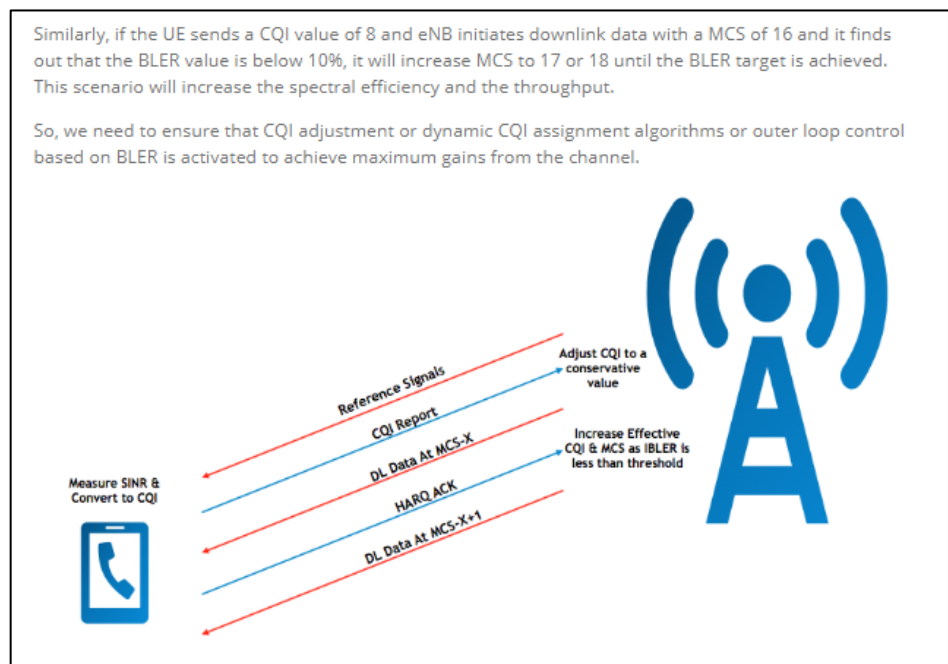 Similarly, if the UE sends a CQI value of 8 and eNB initiates downlink data with a MCS of 16 and it finds
out that the BLER value is below 10%, it will increase MCS to 17 or 18 until the BLER target is achieved.
This scenario will increase the spectral efficiency and the throughput.
So, we need to ensure that CQI adjustment or dynamic CQI assignment algorithms or outer loop control
based on BLER is activated to achieve maximum gains from the channel.
Reference Signals
Adjust CQI to a
conservative
value
CQI Report
DL Data At MCS-X
Increase Effective
CQI & MCS as IBLER is
less than threshold
Measure SINR &
Convert to CQI
HARQ ACK
DL Data At MCS-X+1